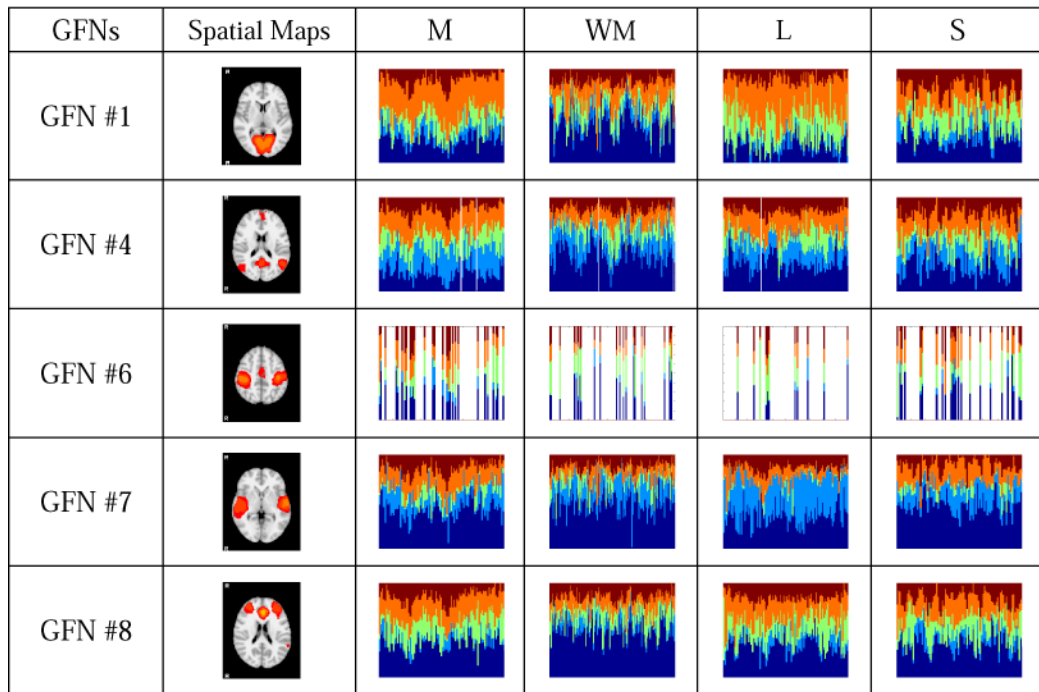 GFNs Spatial Maps M WM L S
GFN #1
GFN #4
GFN #6
GFN #7
GFN #8